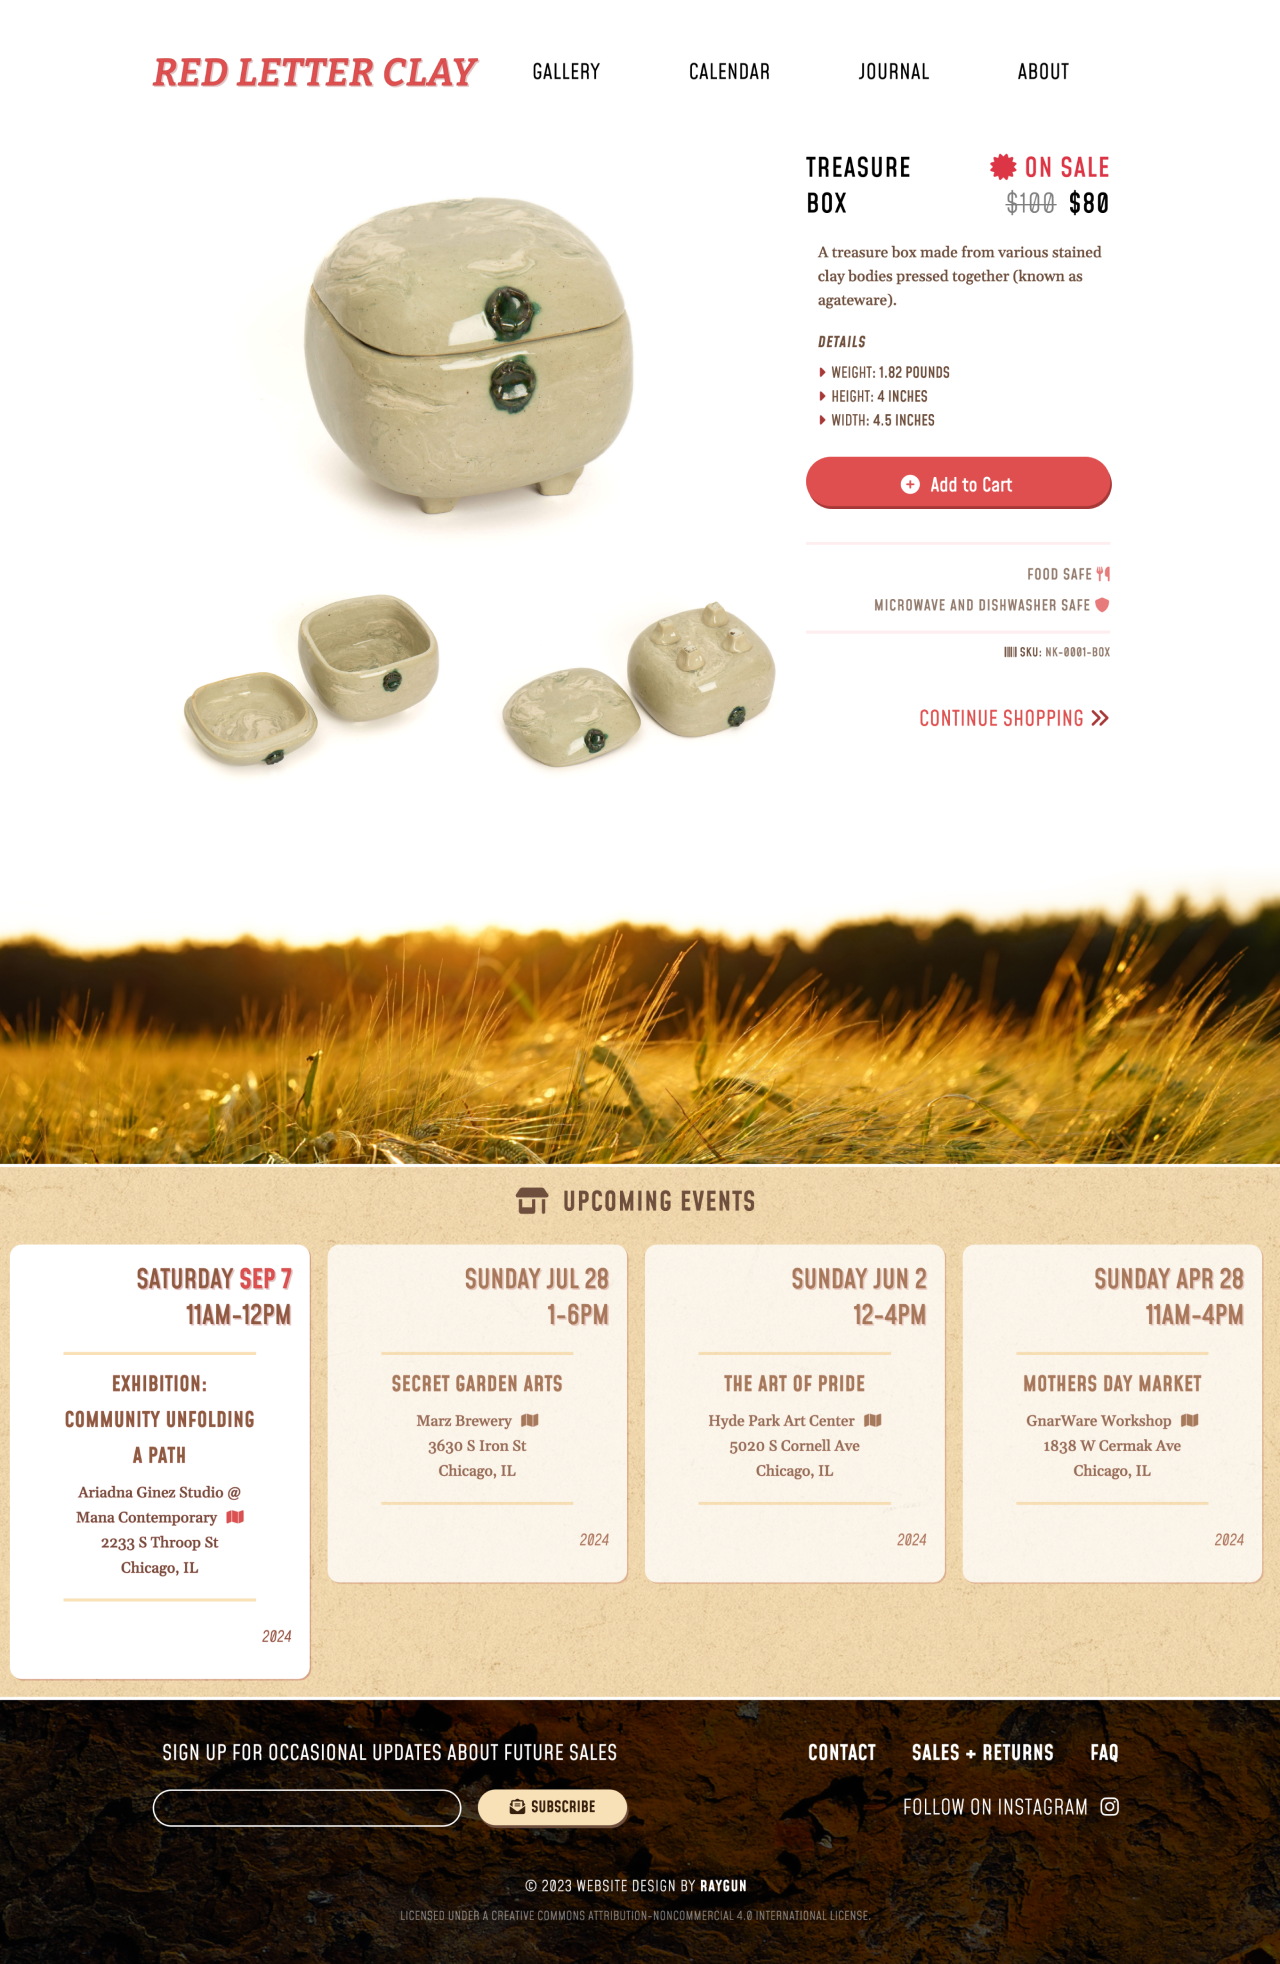 RED LETTER CLAY
GALLERY
CALENDAR
JOURNAL
ABOUT
TREASURE
BOX
ON SALE
$100 $80
A treasure box made from various stained
clay bodies pressed together (known as
agateware).
DETAILS
WEIGHT: 1.82 POUNDS
HEIGHT: 4 INCHES
WIDTH: 4.5 INCHES
Add to Cart
FOOD SAFE
MICROWAVE AND DISHWASHER SAFE
SKU: NK-0001-BOX
CONTINUE SHOPPING
UPCOMING EVENTS
SATURDAY SEP 7
11AM-12PM
EXHIBITION:
COMMUNITY UNFOLDING
A PATH
Ariadna Ginez Studio @
Mana Contemporary
2233 S Throop St
Chicago, IL
2024
SUNDAY JUL 28
1-6PM
SECRET GARDEN ARTS
Marz Brewery
3630 S Iron St
Chicago, IL
2024
SUNDAY JUN 2
12-4PM
THE ART OF PRIDE
Hyde Park Art Center
5020 S Cornell Ave
Chicago, IL
2024
SUNDAY APR 28
11AM-4PM
MOTHERS DAY MARKET
GnarWare Workshop
1838 W Cermak Ave
Chicago, IL
2024
SIGN UP FOR OCCASIONAL UPDATES ABOUT FUTURE SALES
SUBSCRIBE
CONTACT
SALES + RETURNS
FAQ
FOLLOW ON INSTAGRAM
© 2023 WEBSITE DESIGN BY RAYGUN
LICENSED UNDER A CREATIVE COMMONS ATTRIBUTION-NONCOMMERCIAL 4.0 INTERNATIONAL LICENSE.